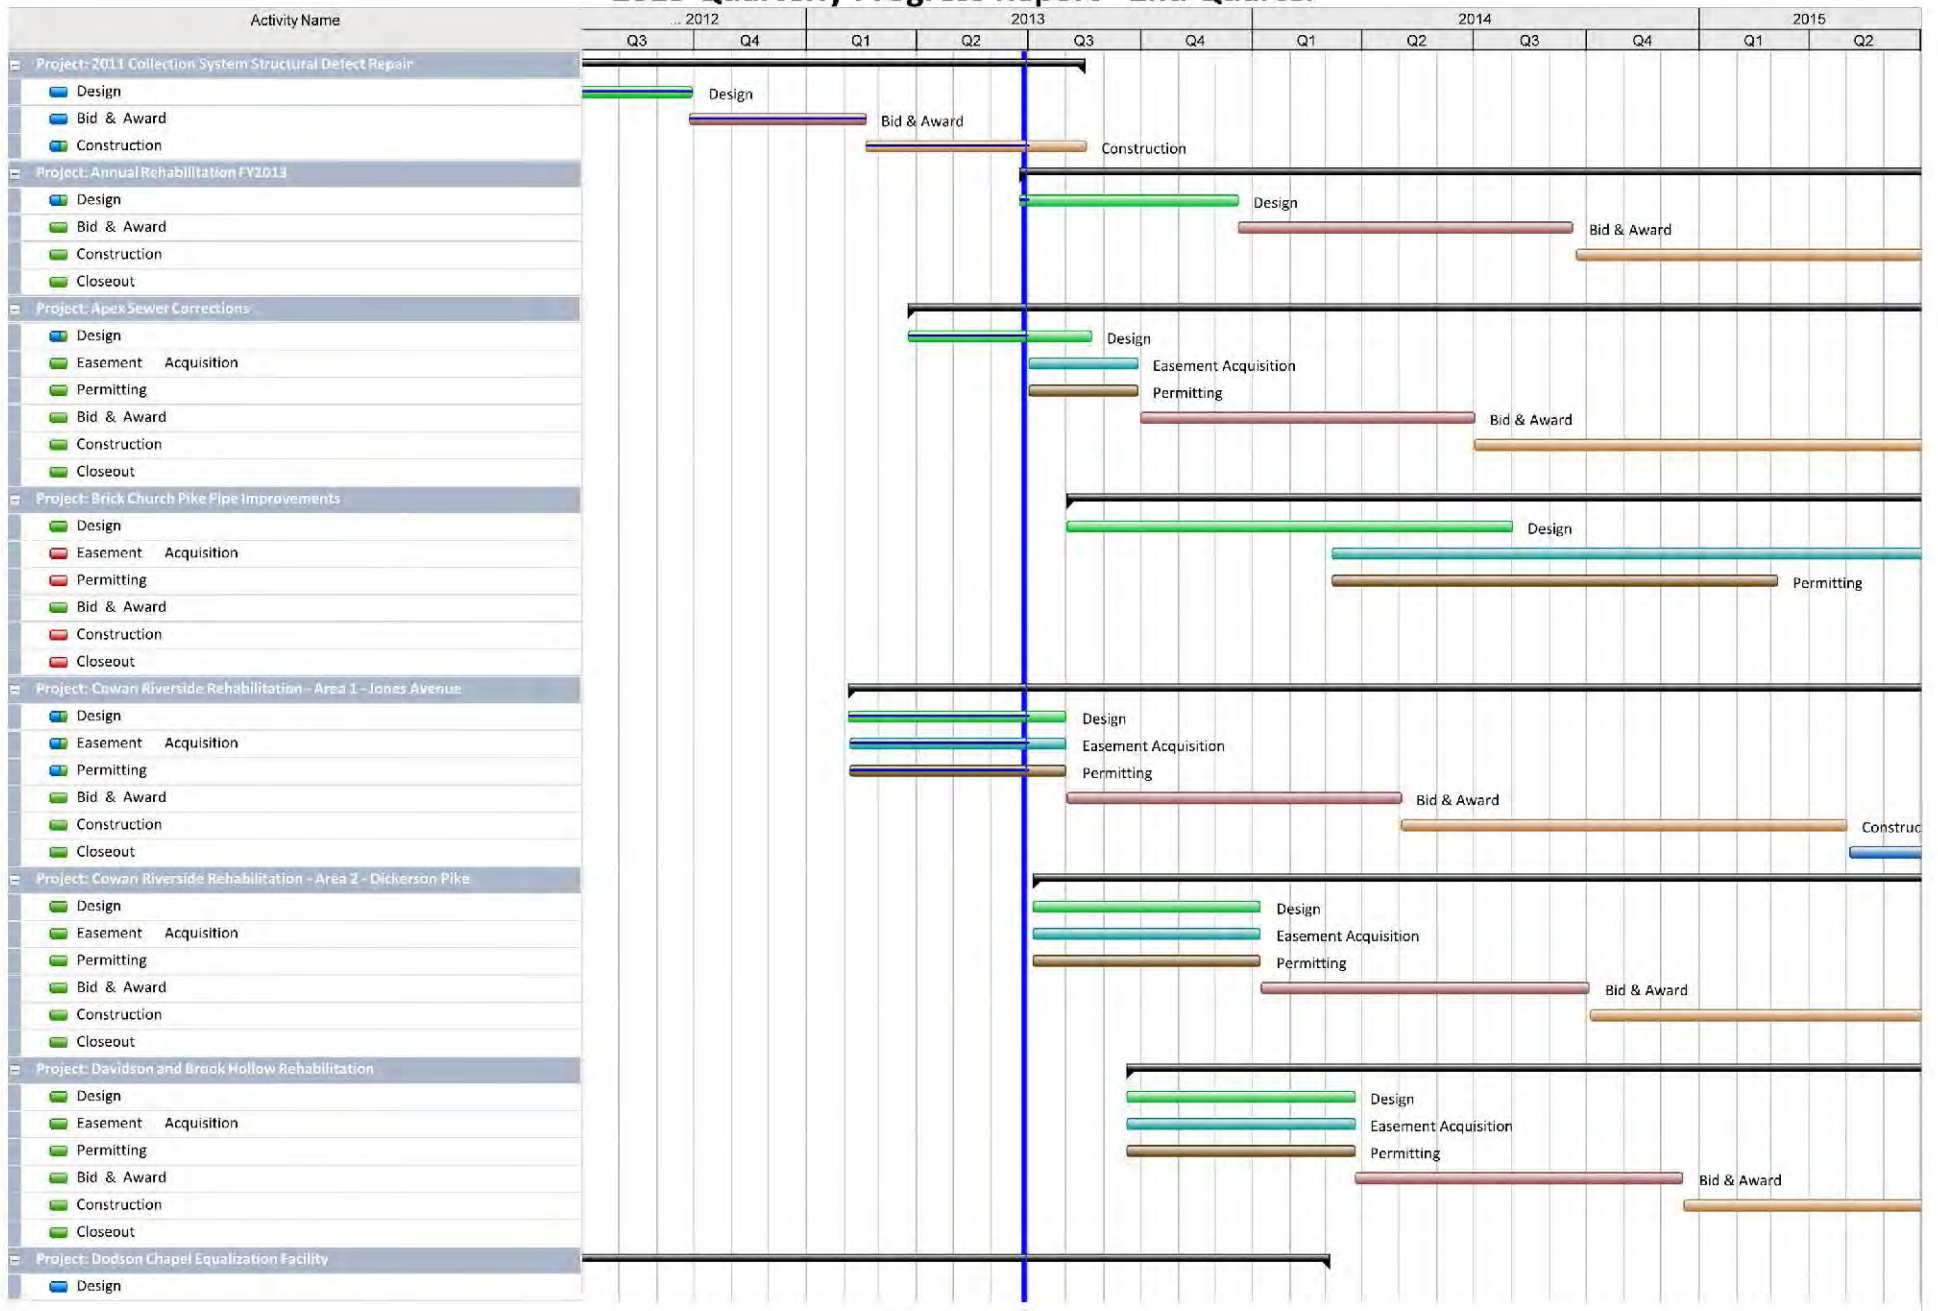 2013 Quarterly Progress Report - 2nd Quarter
Activity Name
... 2012 2013 2014 2015
Q3 Q4 Q1 Q2 Q3 Q4 Q1 Q2 Q3 Q4 Q1 Q2
Project: 2011 Collection System Structural Defect Repair
Design Design
Bid & Award Bid & Award
Construction Construction
Project: Annual Rehabilitation FY2013
Design Design
Bid & Award Bid & Award
Construction
Closeout
Project: Apex Sewer Corrections
Design Design
Easement Acquisition Easement Acquisition
Permitting Permitting
Bid & Award Bid & Award
Construction
Closeout
Project: Brick Church Pike Pipe Improvements
Design Design
Easement Acquisition
Permitting Permitting
Bid & Award
Construction
Closeout
Project: Cowan Riverside Rehabilitation - Area 1 - Jones Avenue
Design Design
Easement Acquisition Easement Acquisition
Permitting Permitting
Bid & Award Bid & Award
Construction Construc
Closeout
Project: Cowan Riverside Rehabilitation - Area 2 - Dickerson Pike
Design Design
Easement Acquisition Easement Acquisition
Permitting Permitting
Bid & Award Bid & Award
Construction
Closeout
Project: Davidson and Brook Hollow Rehabilitation
Design Design
Easement Acquisition Easement Acquisition
Permitting Permitting
Bid & Award Bid & Award
Construction
Closeout
Project: Dodson Chapel Equalization Facility
Design